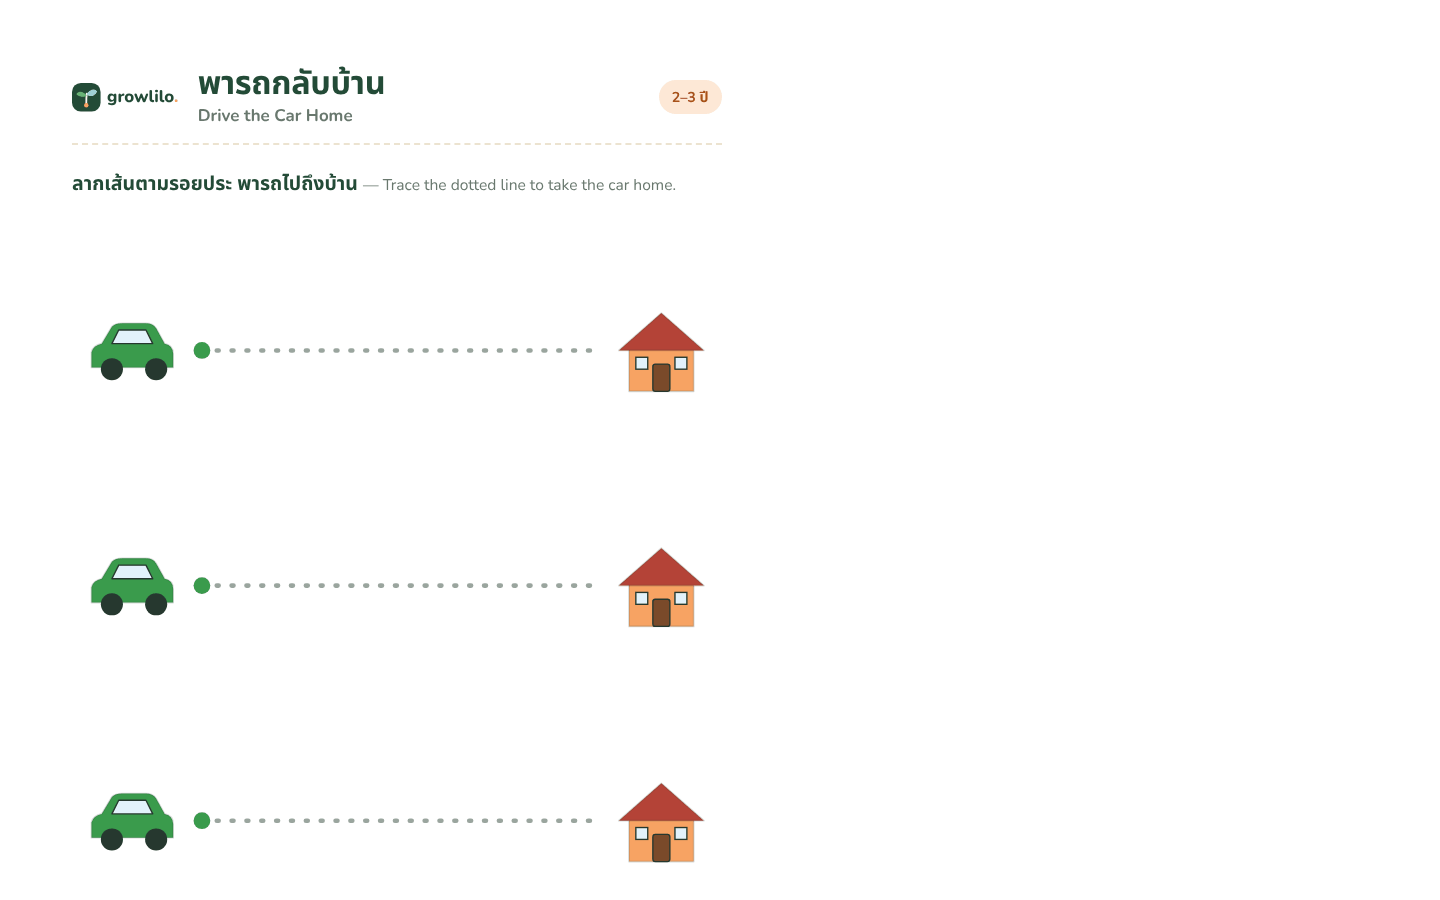 growlilo.
พารถกลับบ้าน
Drive the Car Home
2–3 ปี
ลากเส้นตามรอยประ พารถไปถึงบ้าน — Trace the dotted line to take the car home.